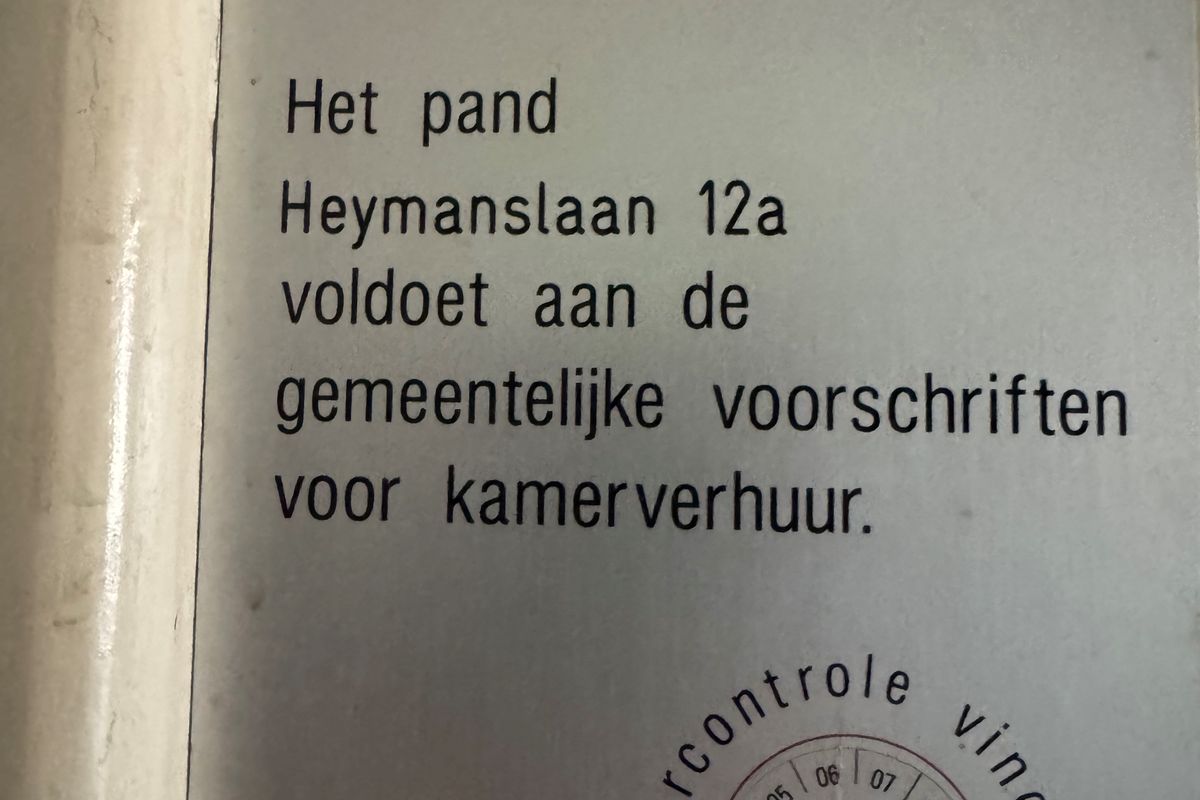 Het pand
Heymanslaan 12a
voldoet aan de
gemeentelijke voorschriften
voor kamerverhuur.
06 07